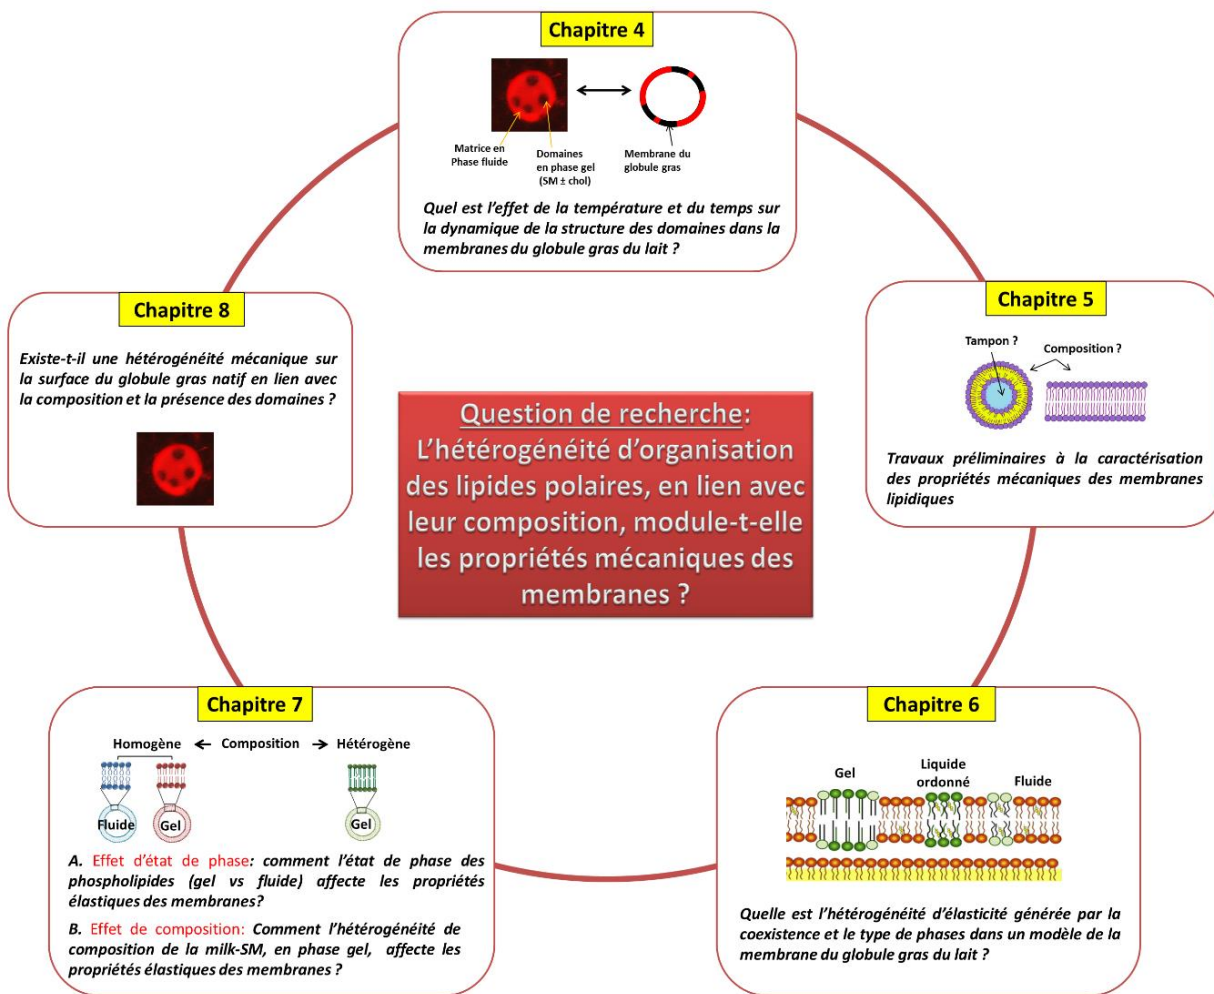 Chapitre 4
Matrice en
Phase fluide
Domaines
en phase gel
(SM ± chol)
Membrane du
globule gras
Quel est l'effet de la température et du temps sur
la dynamique de la structure des domaines dans la
membranes du globule gras du lait ?
Chapitre 5
Tampon ?
Composition ?
Travaux préliminaires à la caractérisation
des propriétés mécaniques des membranes
lipidiques
Chapitre 8
Existe-t-il une hétérogénéité mécanique sur
la surface du globule gras natif en lien avec
la composition et la présence des domaines ?
Question de recherche:
L'hétérogénéité d'organisation
des lipides polaires, en lien avec
leur composition, module-t-elle
les propriétés mécaniques des
membranes ?
Chapitre 7
Homogène Composition Hétérogène
Fluide
Gel
Gel
A. Effet d'état de phase: comment l'état de phase des
phospholipides (gel vs fluide) affecte les propriétés
élastiques des membranes?
B. Effet de composition: Comment l'hétérogénéité de
composition de la milk-SM, en phase gel, affecte les
propriétés élastiques des membranes ?
Chapitre 6
Gel
Liquide
ordonné
Fluide
Quelle est l'hétérogénéité d'élasticité générée par la
coexistence et le type de phases dans un modèle de la
membrane du globule gras du lait ?